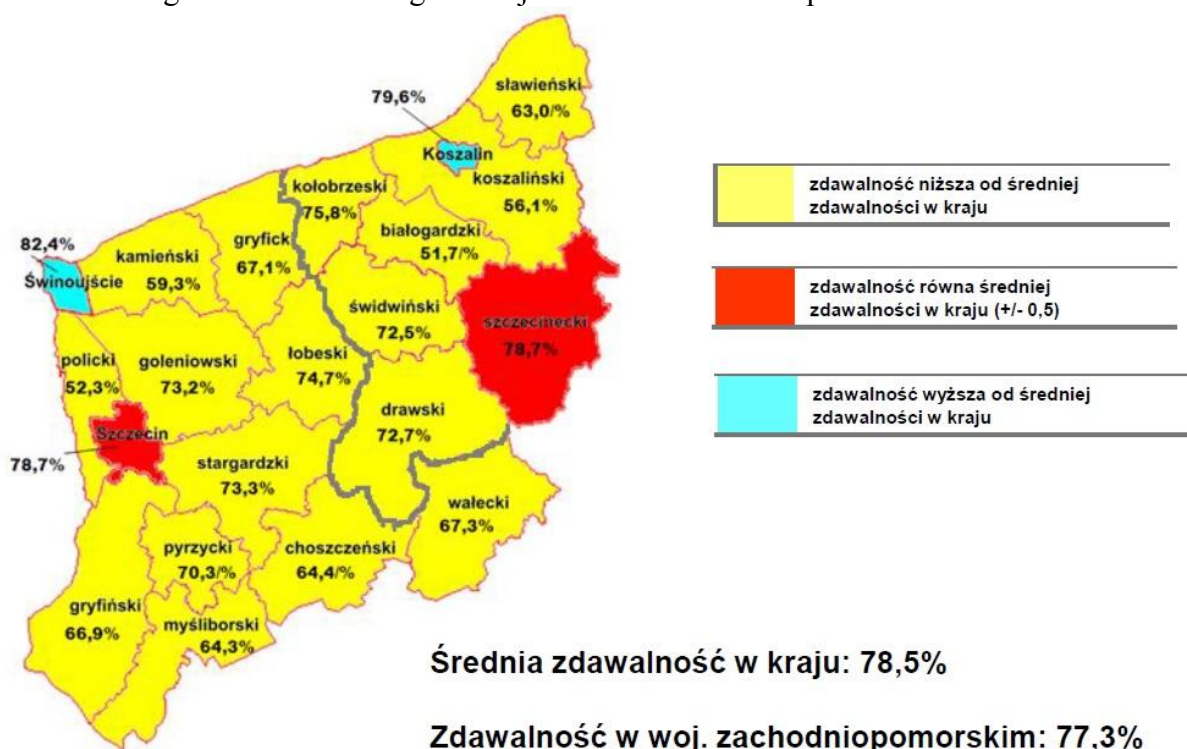 sławieński
63,0/%
79,6%
Koszalin
koszaliński
56,1%
kołobrzeski
75,8%
białogardzki
51,7/%
gryfick
67,1%
82,4%
Świnoujście
kamieński
59,3%
świdwiński
72,5%
szczecinecki
78,7%
policki
52,3%
goleniowski
73,2%
łobeski
74,7%
drawski
72,7%
Szczecin
78,7%
stargardzki
73,3%
wałecki
67,3%
pyrzycki
70,3/%
choszczeński
64,4/%
gryfiński
66,9%
myśliborski
64,3%
zdawalność niższa od średniej
zdawalności w kraju
zdawalność równa średniej
zdawalności w kraju (+/- 0,5)
zdawalność wyższa od średniej
zdawalności w kraju
Średnia zdawalność w kraju: 78,5%
Zdawalność w woj. zachodniopomorskim: 77,3%